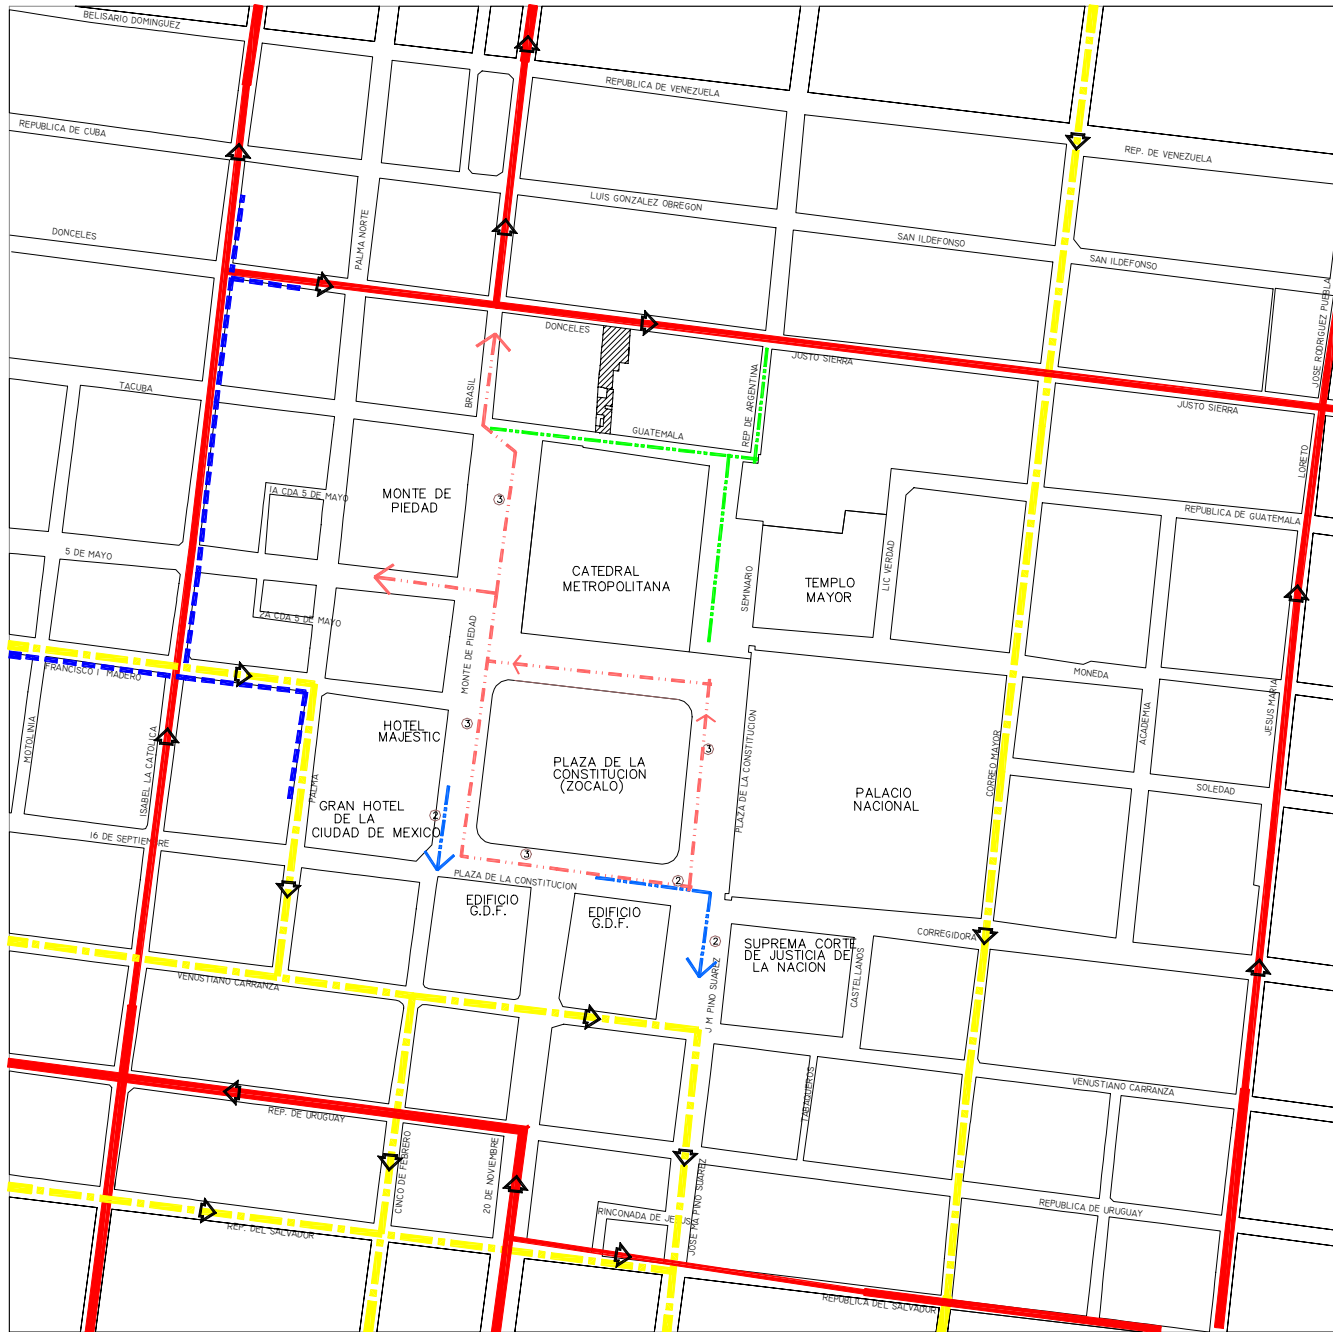 BELISARIO DOMINGUEZ
REPUBLICA DE VENEZUELA
REPUBLICA DE CUBA
REP. DE VENEZUELA
LUIS GONZALEZ OBREGON
PALMA NORTE
DONCELES
SAN ILDEFONSO
SAN ILDEFONSO
JOSE RODRIGUEZ PUEBLA
DONCELES
JUSTO SIERRA
TACUBA
BRASIL
REP DE ARGENTINA
JUSTO SIERRA
GUATEMALA
LORETO
1A CDA 5 DE MAYO
MONTE DE
PIEDAD
3
REPUBLICA DE GUATEMALA
5 DE MAYO
CATEDRAL
METROPOLITANA
SEMINARIO
TEMPLO
MAYOR
LIC VERDAD
2A CDA 5 DE MAYO
MONTE DE PIEDAD
FRANCISCO I MADERO
MONEDA
MOTOLINIA
ISABEL LA CATOLICA
HOTEL
MAJESTIC
3
3
ACADEMIA
JESUS MARIA
PLAZA DE LA
CONSTITUCION
(ZOCALO)
PLAZA DE LA CONSTITUCION
CORREO MAYOR
PALMA
PALACIO
NACIONAL
SOLEDAD
GRAN HOTEL
DE LA
CIUDAD DE MEXICO
2
16 DE SEPTIEMBRE
3
PLAZA DE LA CONSTITUCION
2
EDIFICIO
G.D.F.
EDIFICIO
G.D.F.
2
SUPREMA CORTE
DE JUSTICIA DE
LA NACION
CORREGIDORA
CASTELLANOS
J M PINO SUAREZ
VENUSTIANO CARRANZA
TABAQUEROS
VENUSTIANO CARRANZA
REP. DE URUGUAY
CINCO DE FEBRERO
20 DE NOVIEMBRE
JOSE MA PINO SUAREZ
RINCONADA DE JESUS
REPUBLICA DE URUGUAY
REP. DEL SALVADOR
REPUBLICA DEL SALVADOR